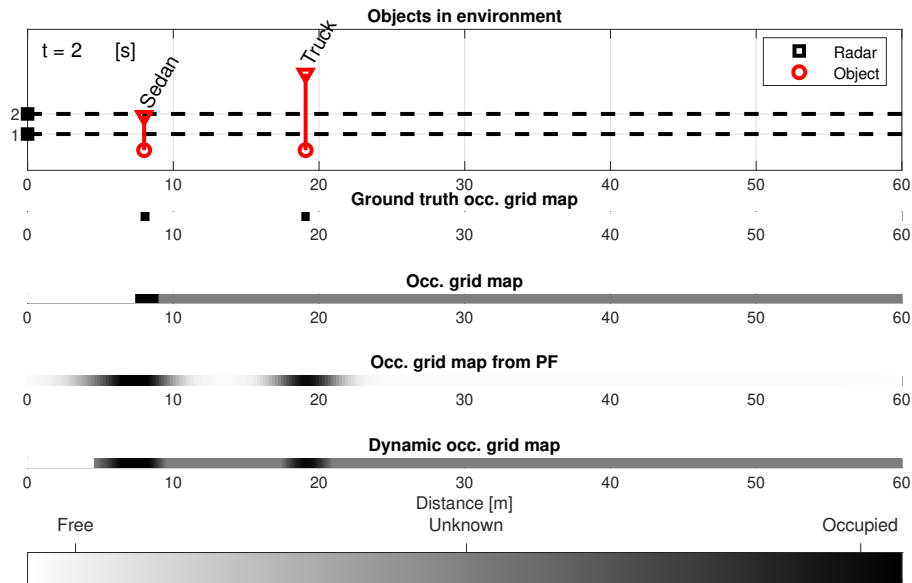 Objects in environment
t = 2 [s]
Sedan
Truck
Radar
Object
2
1
0 10 20 30 40 50 60
Ground truth occ. grid map
0 10 20 30 40 50 60
Occ. grid map
0 10 20 30 40 50 60
Occ. grid map from PF
0 10 20 30 40 50 60
Dynamic occ. grid map
0 10 20 30 40 50 60
Distance [m]
Free Unknown Occupied